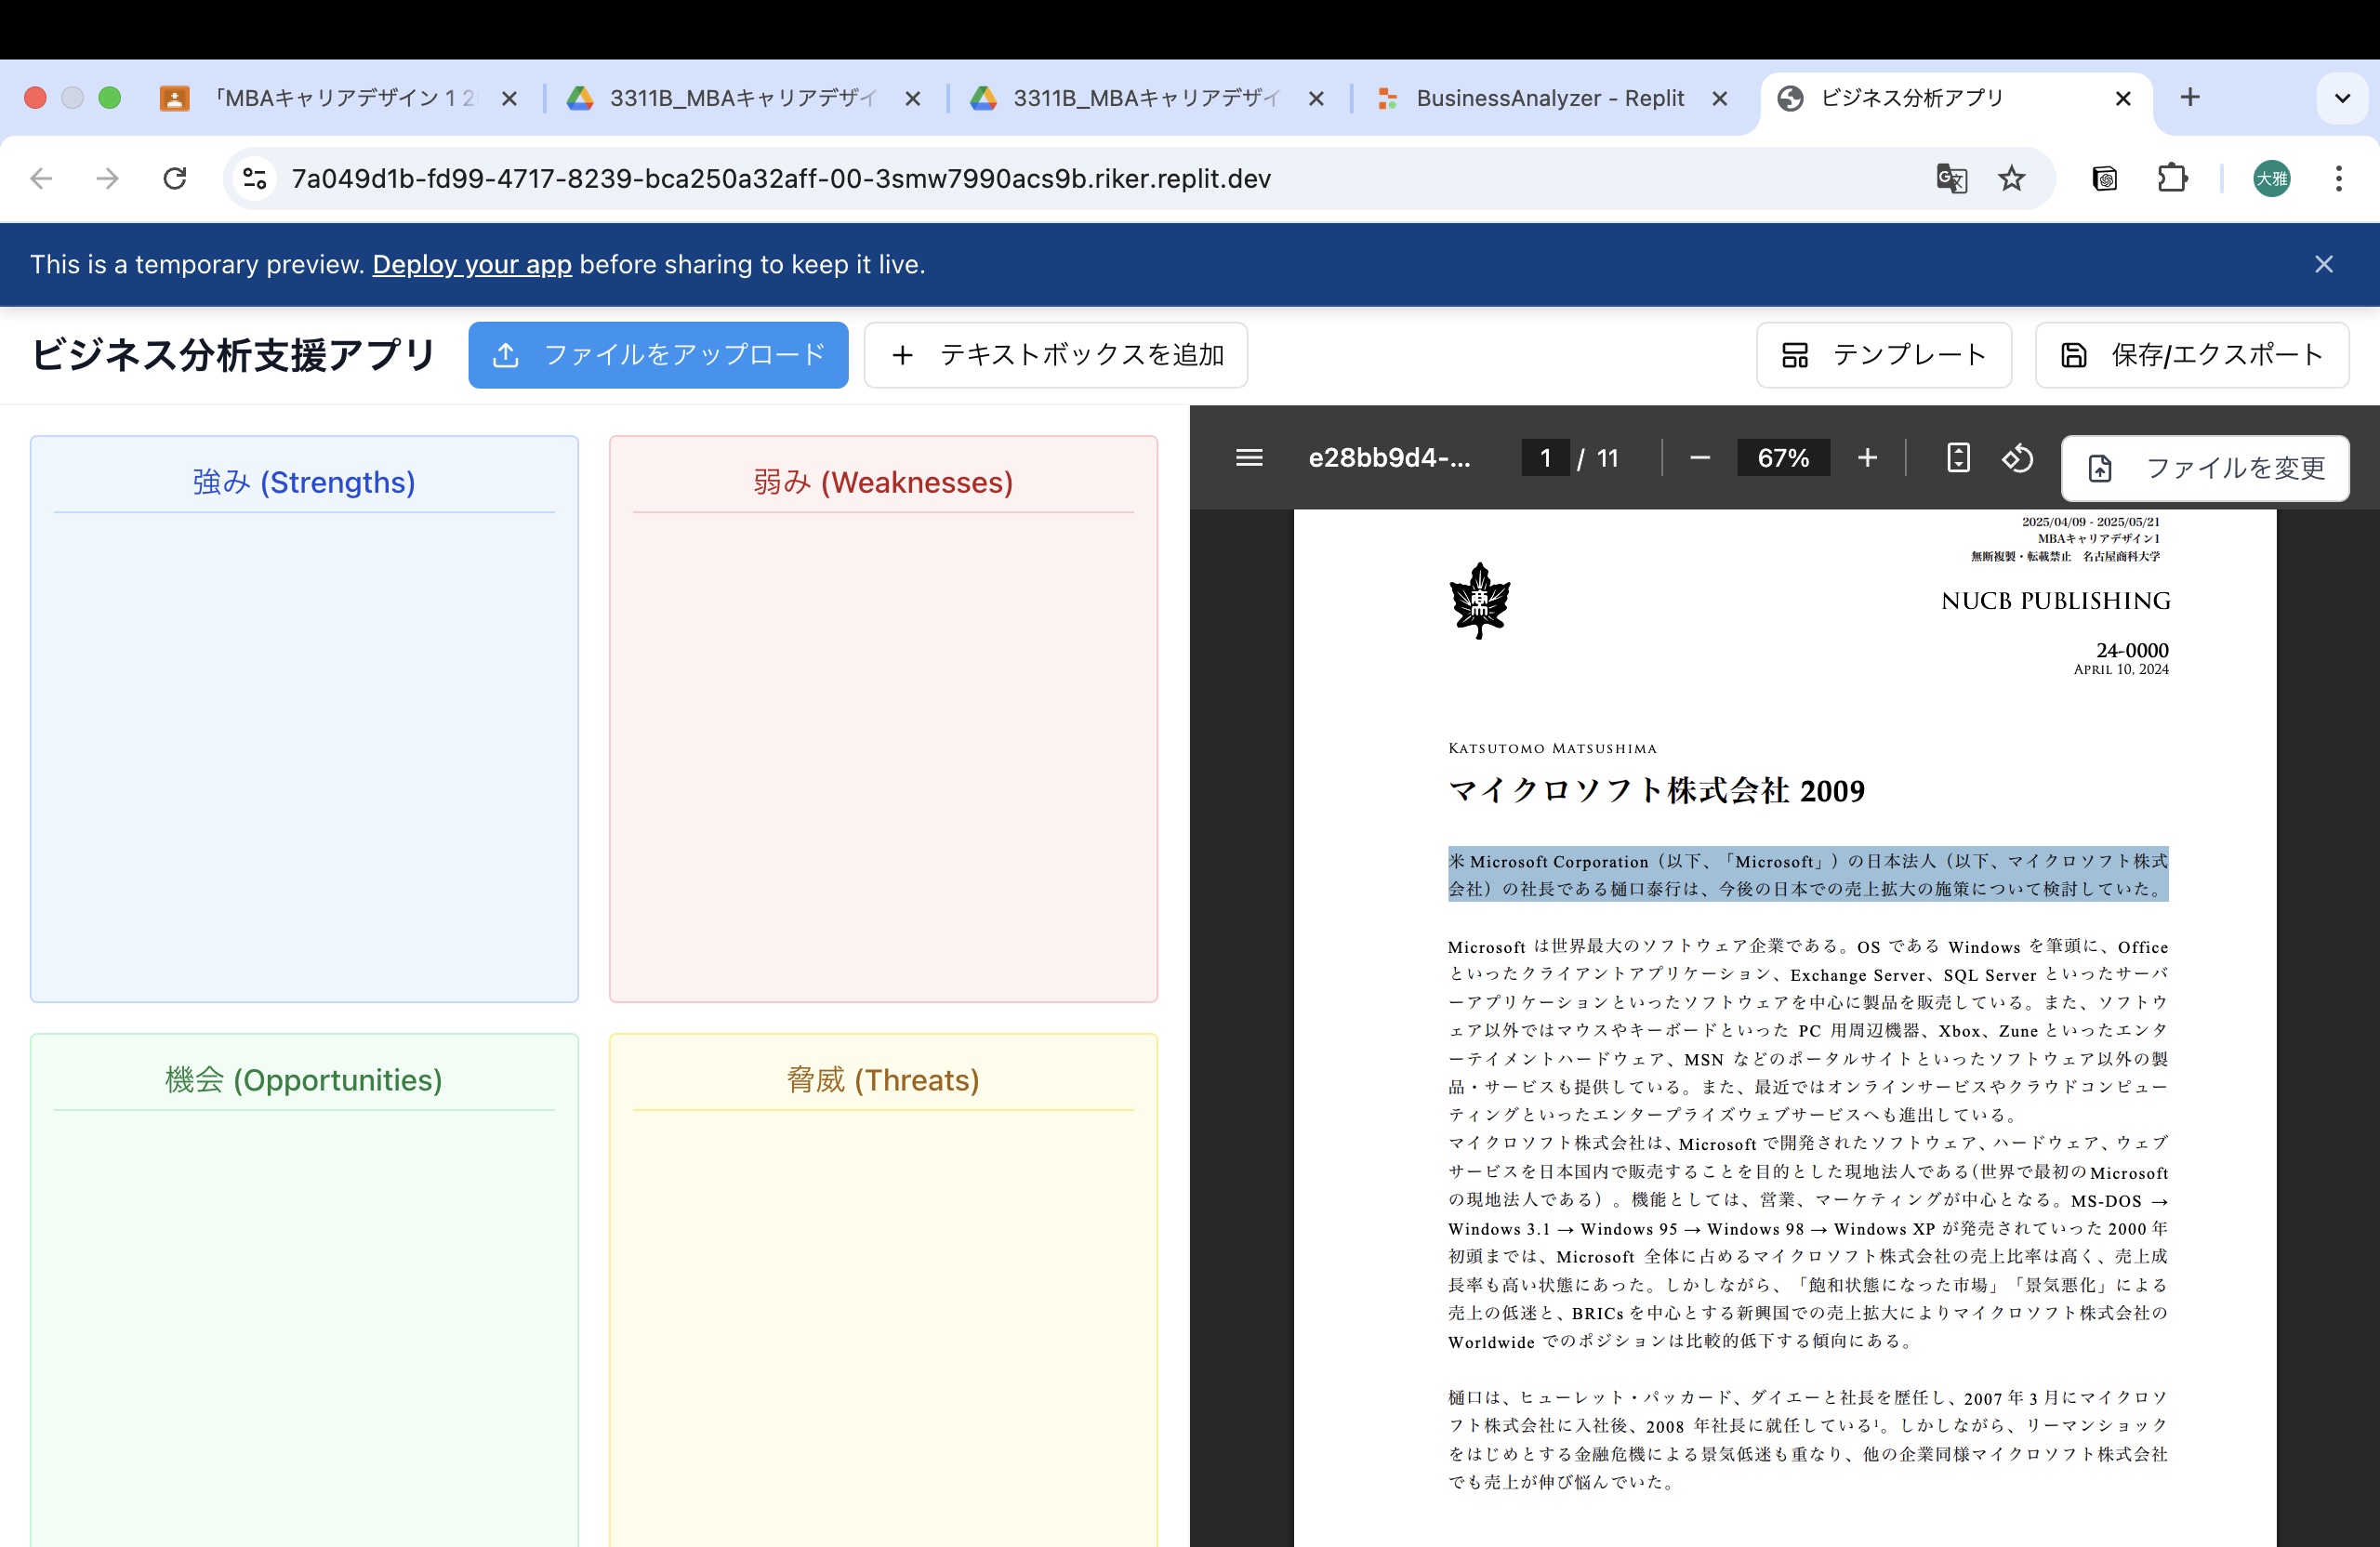 「MBAキャリアデザイン 1 2
3311B_MBAキャリアデザイ
3311B_MBAキャリアデザイ
BusinessAnalyzer - Replit
ビジネス分析アプリ
7a049d1b-fd99-4717-8239-bca250a32aff-00-3smw7990acs9b.riker.replit.dev
大雅
This is a temporary preview. Deploy your app before sharing to keep it live.
ビジネス分析支援アプリ
ファイルをアップロード
+ テキストボックスを追加
テンプレート
保存/エクスポート
強み (Strengths)
弱み (Weaknesses)
機会 (Opportunities)
脅威 (Threats)
e28bb9d4-...
1 / 11
67%
ファイルを変更
2025/04/09 - 2025/05/21
MBAキャリアデザイン1
無断複製・転載禁止 名古屋商科大学
NUCB PUBLISHING
24-0000
APRIL 10, 2024
KATSUTOMO MATSUSHIMA
マイクロソフト株式会社 2009
米 Microsoft Corporation（以下、「Microsoft」）の日本法人（以下、マイクロソフト株式
会社）の社長である樋口泰行は、今後の日本での売上拡大の施策について検討していた。
Microsoft は世界最大のソフトウェア企業である。OS である Windows を筆頭に、Office
といったクライアントアプリケーション、Exchange Server、SQL Server といったサーバ
ーアプリケーションといったソフトウェアを中心に製品を販売している。また、ソフトウ
ェア以外ではマウスやキーボードといった PC 用周辺機器、Xbox、Zune といったエンタ
ーテイメントハードウェア、MSN などのポータルサイトといったソフトウェア以外の製
品・サービスも提供している。また、最近ではオンラインサービスやクラウドコンピュー
ティングといったエンタープライズウェブサービスへも進出している。
マイクロソフト株式会社は、Microsoft で開発されたソフトウェア、ハードウェア、ウェブ
サービスを日本国内で販売することを目的とした現地法人である（世界で最初の Microsoft
の現地法人である）。機能としては、営業、マーケティングが中心となる。MS-DOS →
Windows 3.1 → Windows 95 → Windows 98 → Windows XP が発売されていった 2000 年
初頭までは、Microsoft 全体に占めるマイクロソフト株式会社の売上比率は高く、売上成
長率も高い状態にあった。しかしながら、「飽和状態になった市場」「景気悪化」による
売上の低迷と、BRICs を中心とする新興国での売上拡大によりマイクロソフト株式会社の
Worldwide でのポジションは比較的低下する傾向にある。
樋口は、ヒューレット・パッカード、ダイエーと社長を歴任し、2007 年 3 月にマイクロソ
フト株式会社に入社後、2008 年社長に就任している¹。しかしながら、リーマンショック
をはじめとする金融危機による景気低迷も重なり、他の企業同様マイクロソフト株式会社
でも売上が伸び悩んでいた。